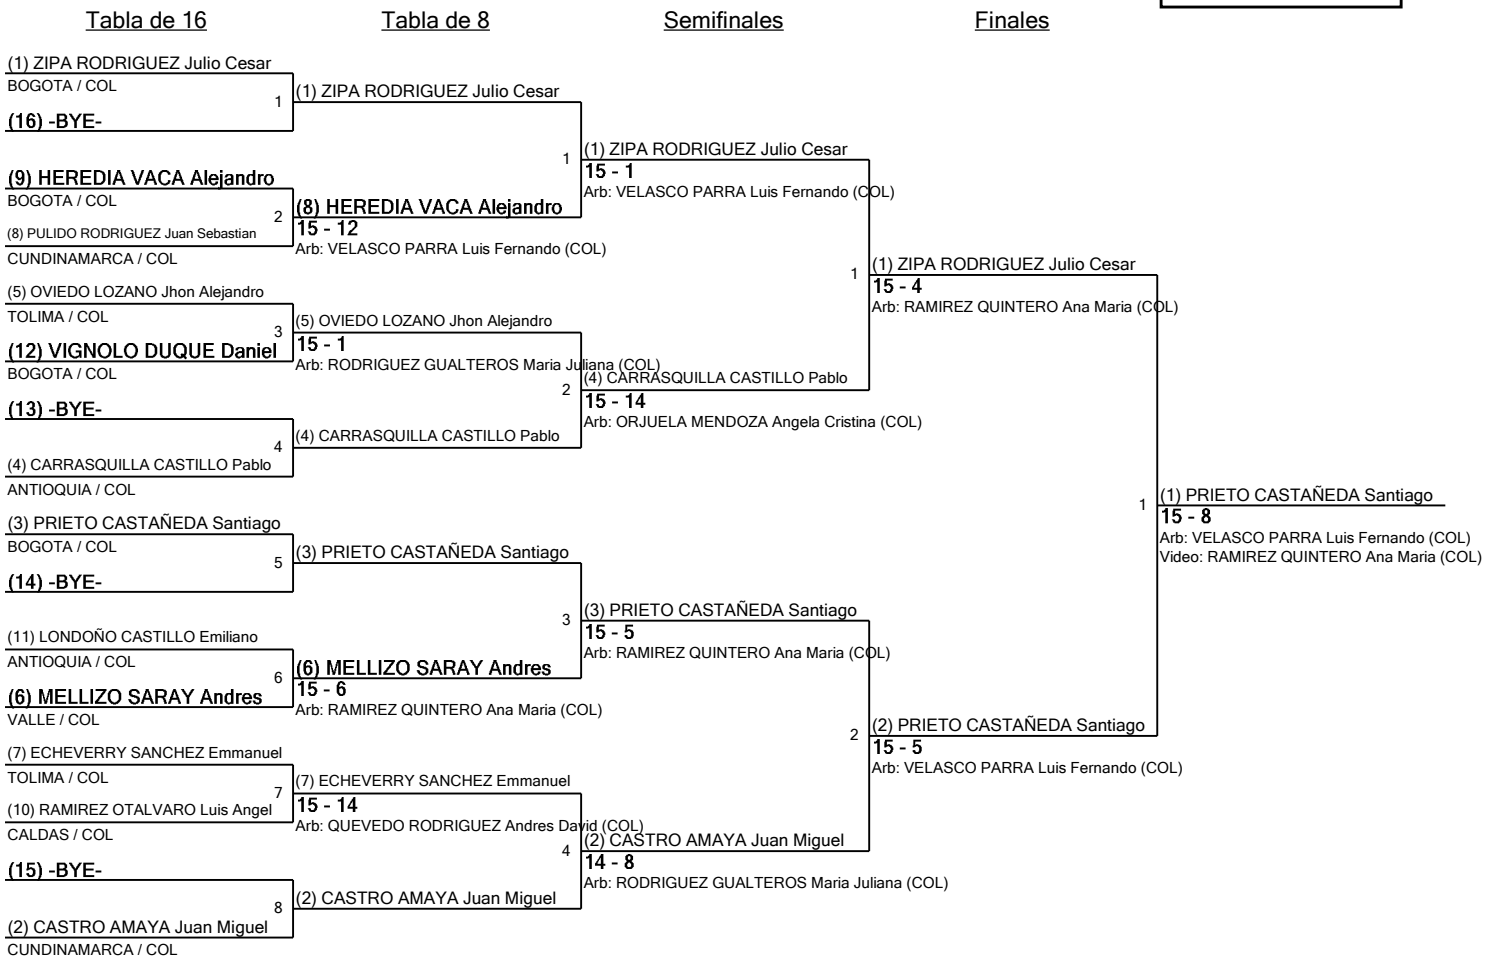 Tabla de 16
Tabla de 8
Semifinales
Finales
(1) ZIPA RODRIGUEZ Julio Cesar
BOGOTA / COL
1
(16) -BYE-
(9) HEREDIA VACA Alejandro
BOGOTA / COL
2
(8) PULIDO RODRIGUEZ Juan Sebastian
CUNDINAMARCA / COL
(5) OVIEDO LOZANO Jhon Alejandro
TOLIMA / COL
3
(12) VIGNOLO DUQUE Daniel
BOGOTA / COL
(13) -BYE-
4
(4) CARRASQUILLA CASTILLO Pablo
ANTIOQUIA / COL
(3) PRIETO CASTAÑEDA Santiago
BOGOTA / COL
5
(14) -BYE-
(11) LONDOÑO CASTILLO Emiliano
ANTIOQUIA / COL
6
(6) MELLIZO SARAY Andres
VALLE / COL
(7) ECHEVERRY SANCHEZ Emmanuel
TOLIMA / COL
7
(10) RAMIREZ OTALVARO Luis Angel
CALDAS / COL
(15) -BYE-
8
(2) CASTRO AMAYA Juan Miguel
CUNDINAMARCA / COL
(1) ZIPA RODRIGUEZ Julio Cesar
1
(8) HEREDIA VACA Alejandro
15 - 12
Arb: VELASCO PARRA Luis Fernando (COL)
(5) OVIEDO LOZANO Jhon Alejandro
15 - 1
Arb: RODRIGUEZ GUALTEROS Maria Juliana (COL)
2
(4) CARRASQUILLA CASTILLO Pablo
(3) PRIETO CASTAÑEDA Santiago
3
(6) MELLIZO SARAY Andres
15 - 6
Arb: RAMIREZ QUINTERO Ana Maria (COL)
(7) ECHEVERRY SANCHEZ Emmanuel
15 - 14
Arb: QUEVEDO RODRIGUEZ Andres David (COL)
4
(2) CASTRO AMAYA Juan Miguel
(1) ZIPA RODRIGUEZ Julio Cesar
15 - 1
Arb: VELASCO PARRA Luis Fernando (COL)
1
(4) CARRASQUILLA CASTILLO Pablo
15 - 14
Arb: ORJUELA MENDOZA Angela Cristina (COL)
(3) PRIETO CASTAÑEDA Santiago
15 - 5
Arb: RAMIREZ QUINTERO Ana Maria (COL)
2
(2) CASTRO AMAYA Juan Miguel
14 - 8
Arb: RODRIGUEZ GUALTEROS Maria Juliana (COL)
(1) ZIPA RODRIGUEZ Julio Cesar
15 - 4
Arb: RAMIREZ QUINTERO Ana Maria (COL)
1
(2) PRIETO CASTAÑEDA Santiago
15 - 5
Arb: VELASCO PARRA Luis Fernando (COL)
(1) PRIETO CASTAÑEDA Santiago
15 - 8
Arb: VELASCO PARRA Luis Fernando (COL)
Video: RAMIREZ QUINTERO Ana Maria (COL)